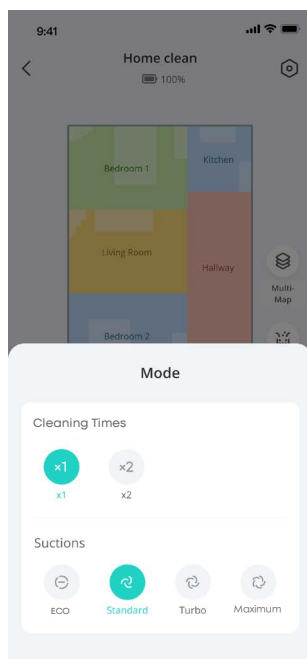 9:41
Home clean
100%
Bedroom 1
Kitchen
Living Room
Hallway
Multi-
Map
Bedroom 2
Mode
Cleaning Times
×1
×2
x1
x2
Suctions
ECO
Standard
Turbo
Maximum